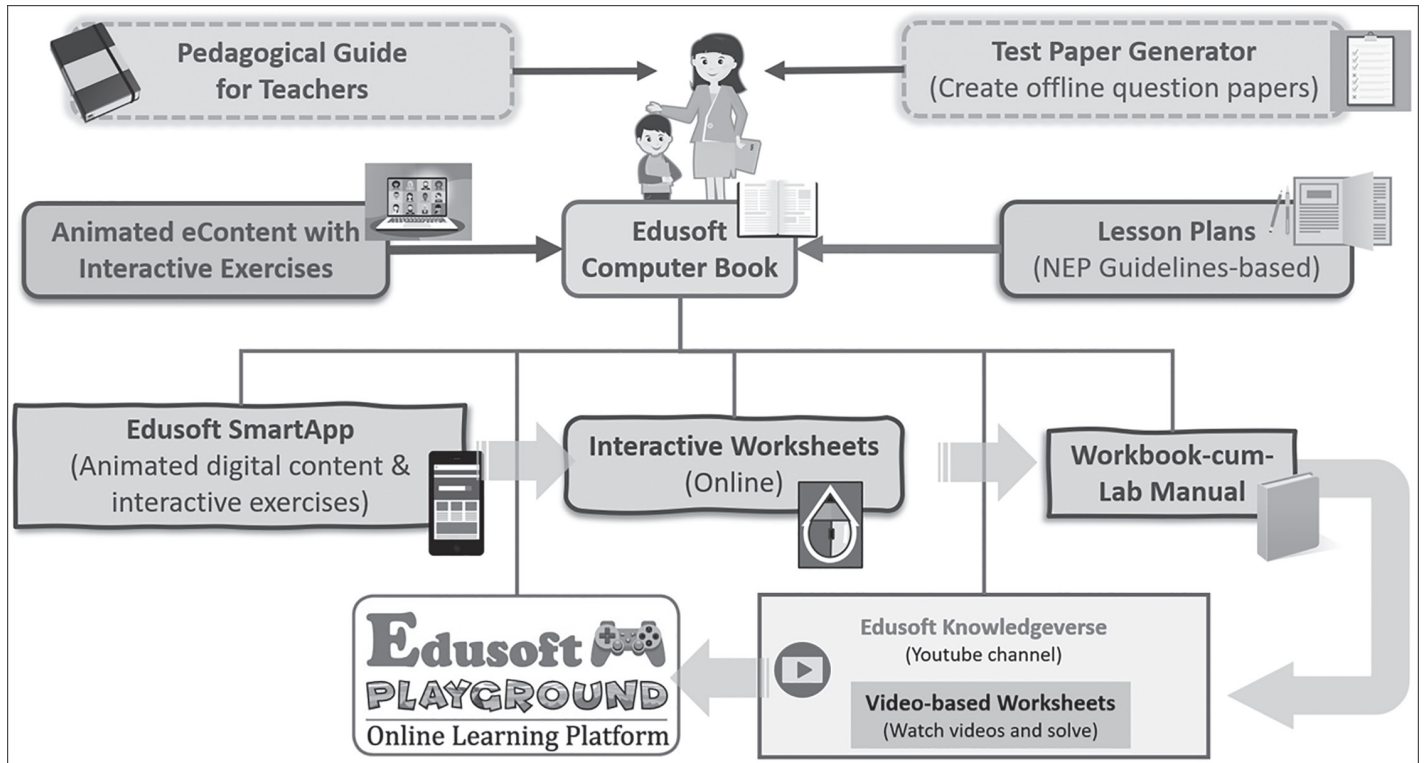 Pedagogical Guide
for Teachers
Test Paper Generator
(Create offline question papers)
Animated eContent with
Interactive Exercises
Edusoft
Computer Book
Lesson Plans
(NEP Guidelines-based)
Edusoft SmartApp
(Animated digital content &
interactive exercises)
Interactive Worksheets
(Online)
Workbook-cum-
Lab Manual
Edusoft
PLAYGROUND
Online Learning Platform
Edusoft Knowledgeverse
(Youtube channel)
Video-based Worksheets
(Watch videos and solve)